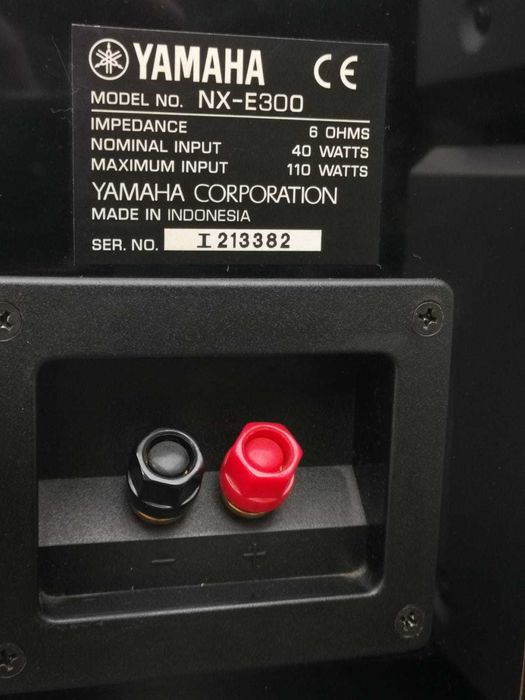 YAMAHA CE
MODEL NO. NX-E300
IMPEDANCE 6 OHMS
NOMINAL INPUT 40 WATTS
MAXIMUM INPUT 110 WATTS
YAMAHA CORPORATION
MADE IN INDONESIA
SER. NO. I 213382
− +